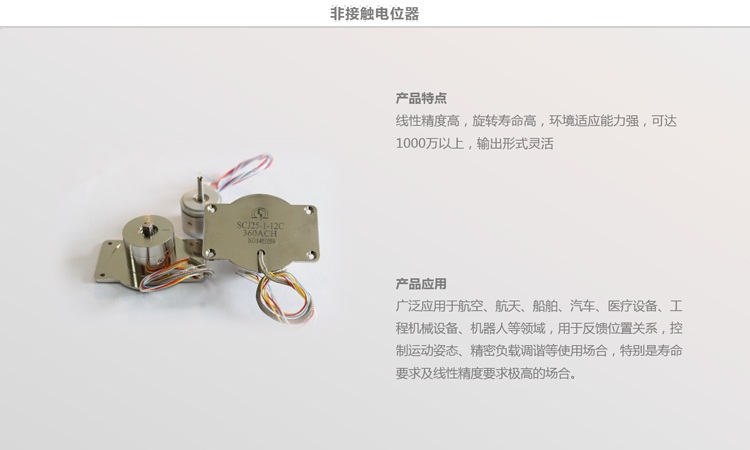 非接触电位器
产品特点
线性精度高，旋转寿命高，环境适应能力强，可达
1000万以上，输出形式灵活
SCJ25-1-12C
360ACH
产品应用
广泛应用于航空、航天、船舶、汽车、医疗设备、工
程机械设备、机器人等领域，用于反馈位置关系，控
制运动姿态、精密负载调谐等使用场合，特别是寿命
要求及线性精度要求极高的场合。